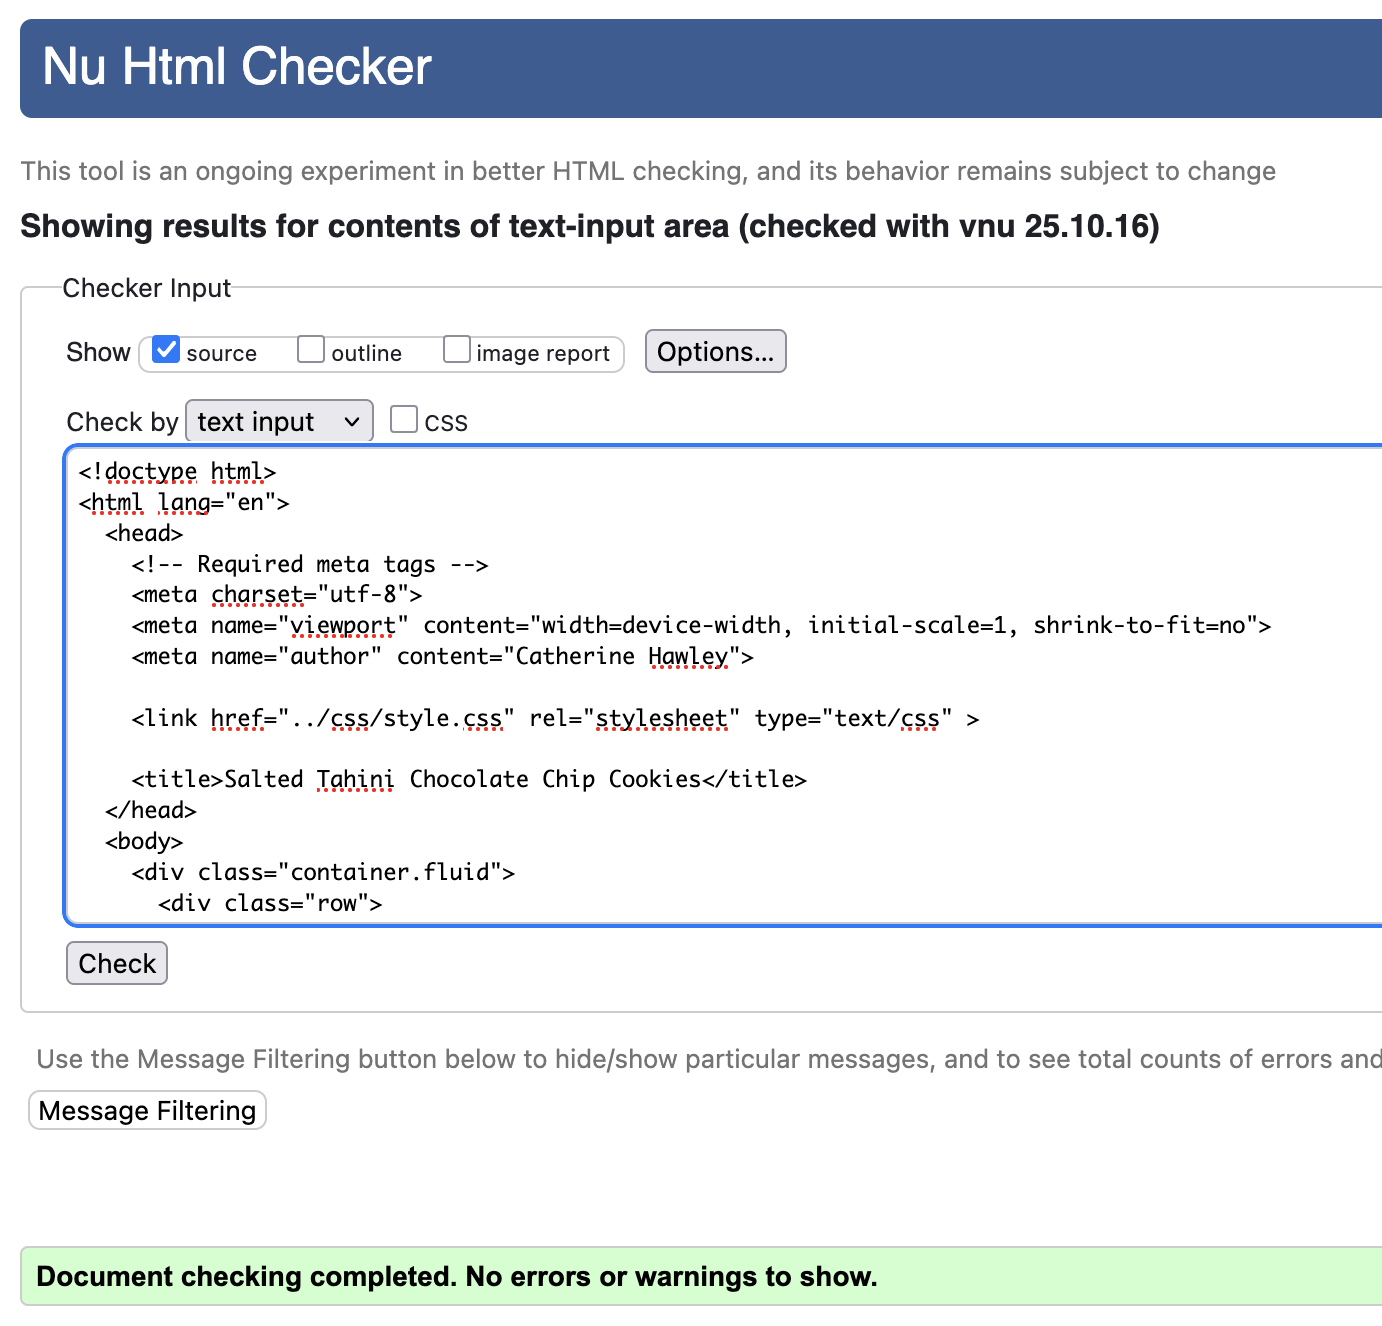 Nu Html Checker
This tool is an ongoing experiment in better HTML checking, and its behavior remains subject to change
Showing results for contents of text-input area (checked with vnu 25.10.16)
Checker Input
Show source outline image report Options...
Check by text input CSS
<!doctype html>
<html lang="en">
  <head>
    <!-- Required meta tags -->
    <meta charset="utf-8">
    <meta name="viewport" content="width=device-width, initial-scale=1, shrink-to-fit=no">
    <meta name="author" content="Catherine Hawley">
    <link href="../css/style.css" rel="stylesheet" type="text/css" >
    <title>Salted Tahini Chocolate Chip Cookies</title>
  </head>
  <body>
    <div class="container.fluid">
      <div class="row">
Check
Use the Message Filtering button below to hide/show particular messages, and to see total counts of errors and
Message Filtering
Document checking completed. No errors or warnings to show.